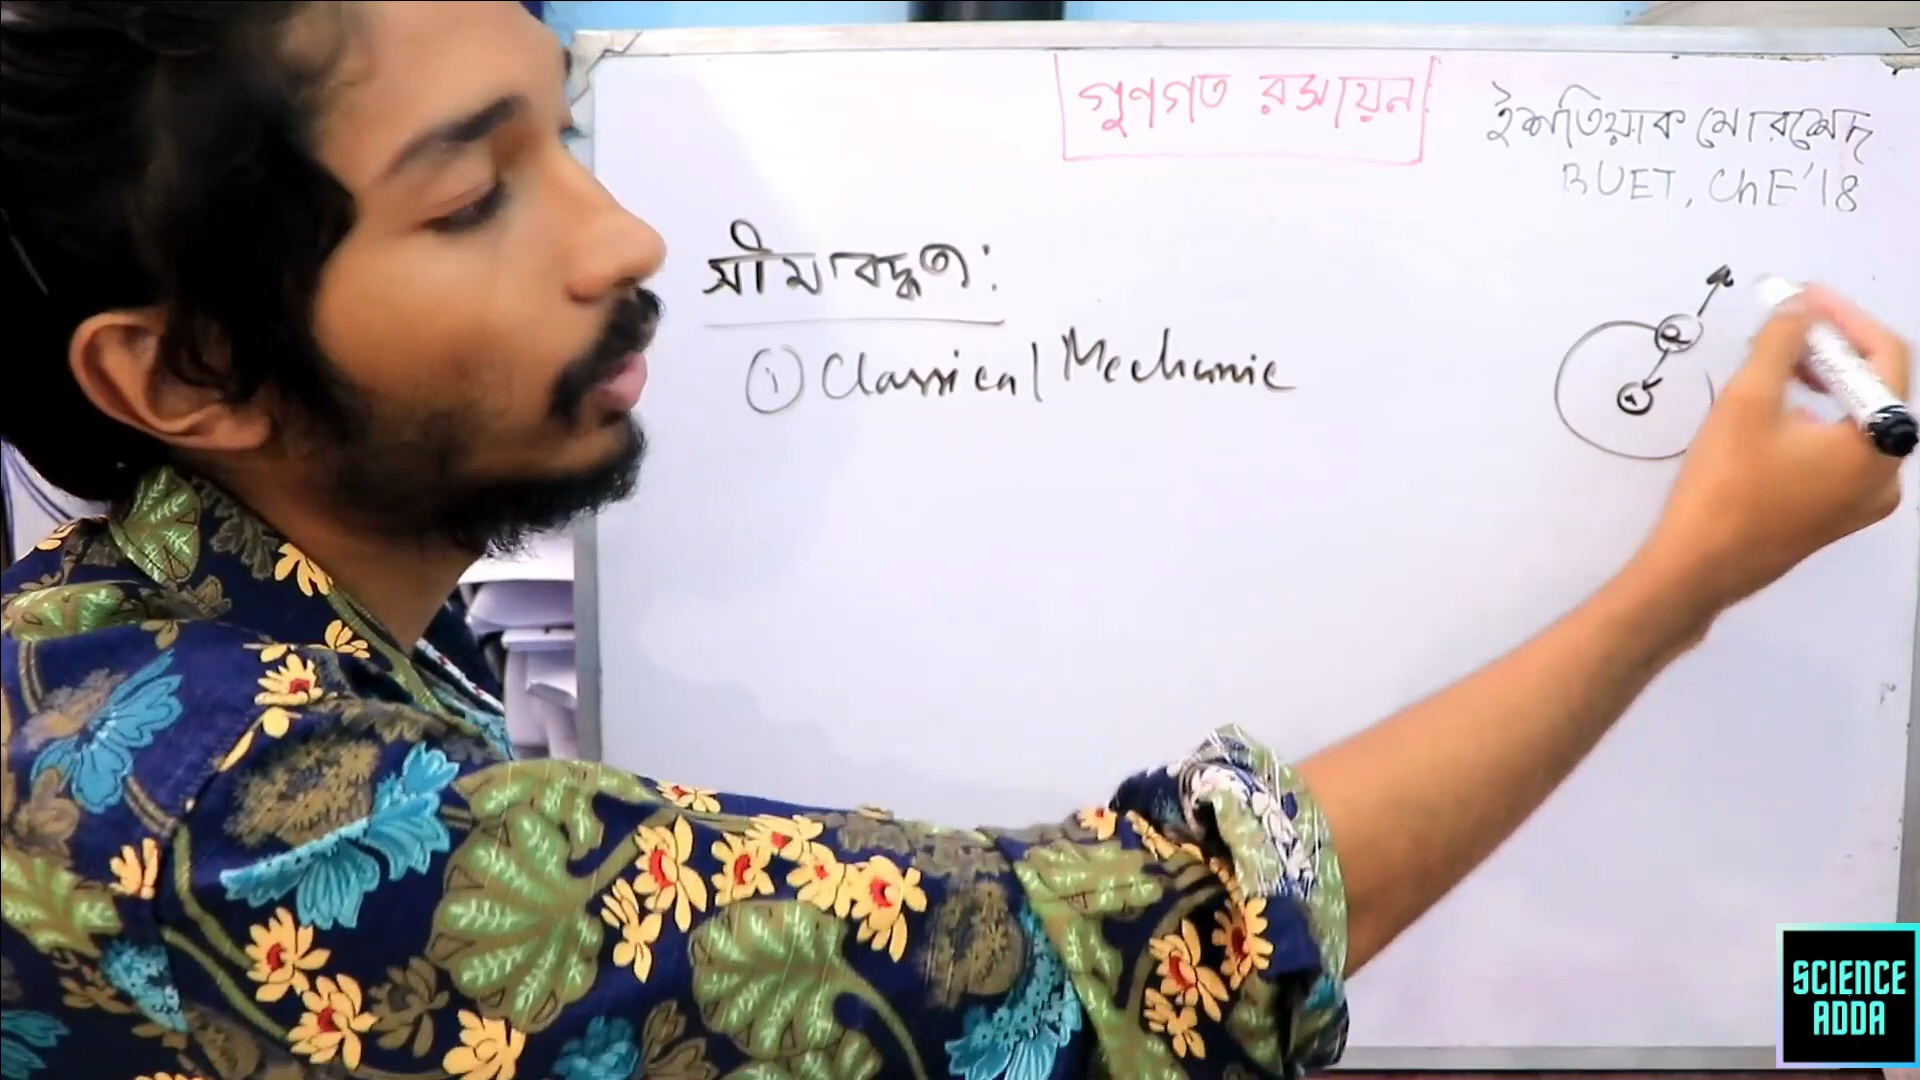 গুণগত রসায়ন
ইশতিয়াক মোরশেদ
BUET, ChE'18
সীমাবদ্ধতা:
① Classical Mechanic
e
SCIENCE
ADDA